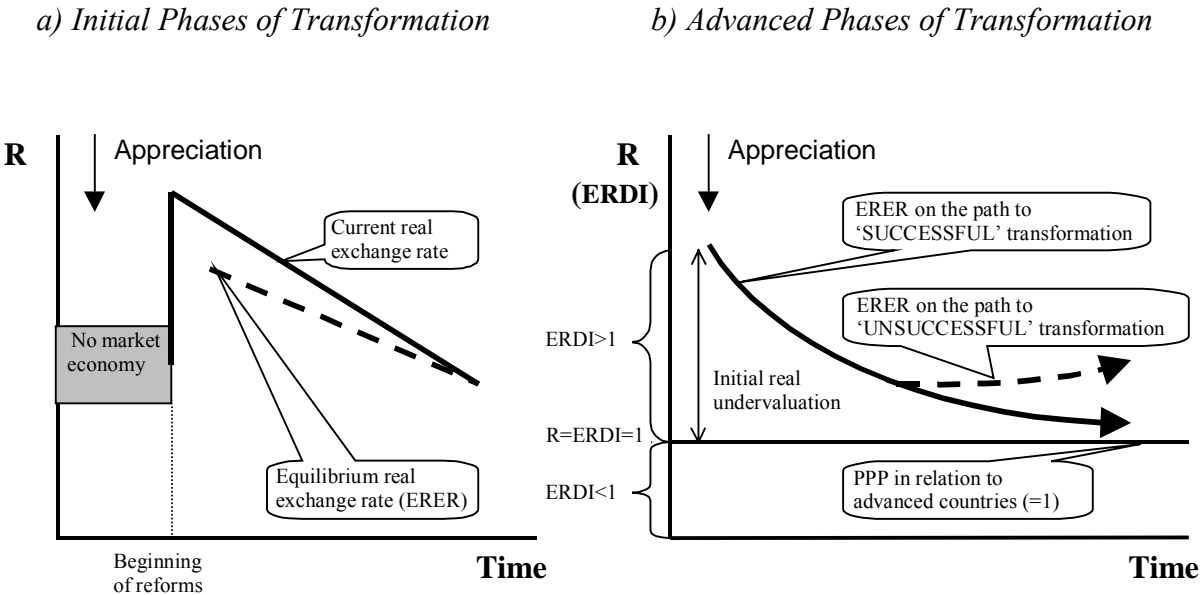 a) Initial Phases of Transformation
b) Advanced Phases of Transformation
R
Appreciation
Current real
exchange rate
No market
economy
Equilibrium real
exchange rate (ERER)
Beginning
of reforms
Time
R
(ERDI)
Appreciation
ERER on the path to
‘SUCCESSFUL’ transformation
ERER on the path to
‘UNSUCCESSFUL’ transformation
ERDI>1
Initial real
undervaluation
R=ERDI=1
ERDI<1
PPP in relation to
advanced countries (=1)
Time